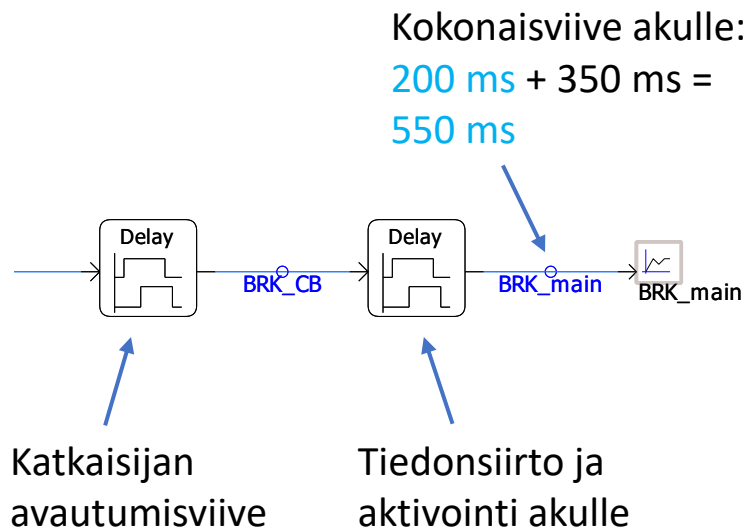 Kokonaisviive akulle:
200 ms + 350 ms =
550 ms
Delay
BRK_CB
Delay
BRK_main
BRK_main
Katkaisijan
avautumisviive
Tiedonsiirto ja
aktivointi akulle